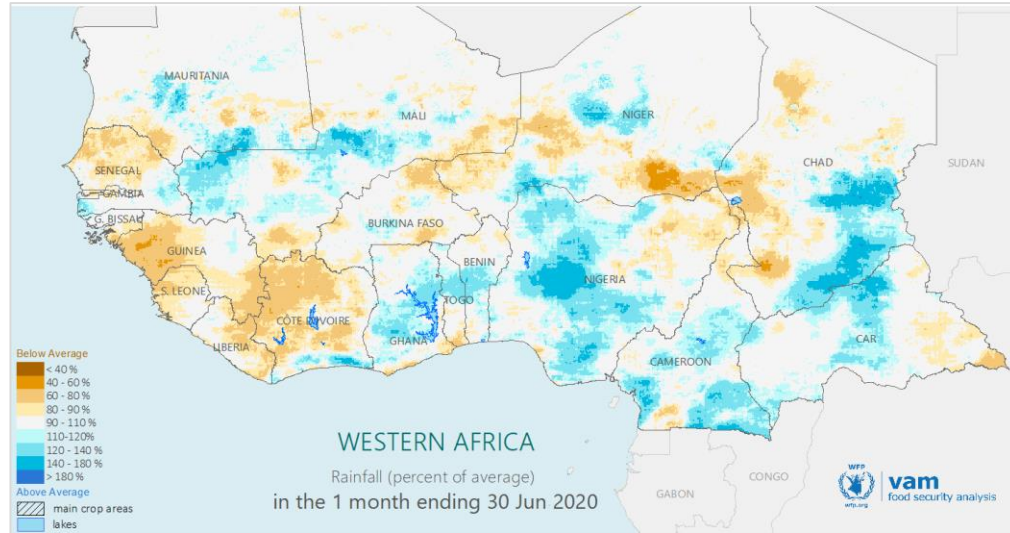 MAURITANIA
MALI
NIGER
CHAD
SUDAN
SENEGAL
GAMBIA
G. BISSAU
GUINEA
BURKINA FASO
BENIN
NIGERIA
S. LEONE
CÔTE D'IVOIRE
TOGO
LIBERIA
GHANA
CAMEROON
CAR
GABON
CONGO
Below Average
< 40 %
40 - 60 %
60 - 80 %
80 - 90 %
90 - 110 %
110-120%
120 - 140 %
140 - 180 %
> 180 %
Above Average
main crop areas
lakes
WESTERN AFRICA
Rainfall (percent of average)
in the 1 month ending 30 Jun 2020
WFP
wfp.org
vam
food security analysis